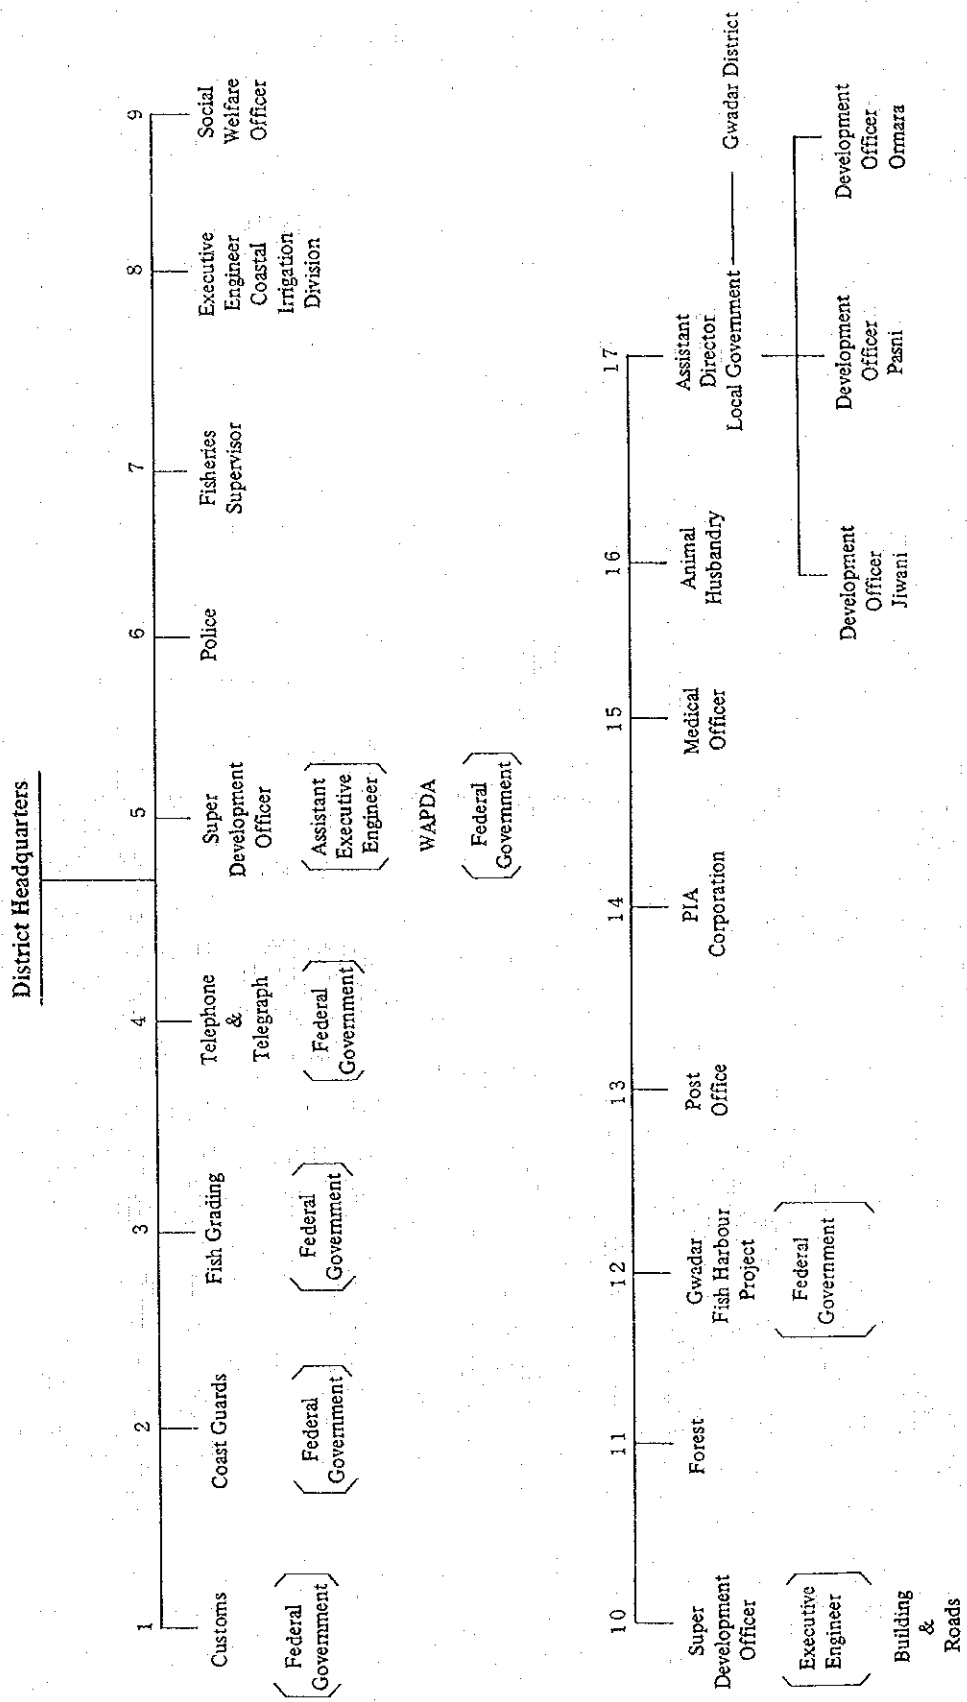 District Headquarters
1
Customs
(Federal
Government)
2
Coast Guards
(Federal
Government)
3
Fish Grading
(Federal
Government)
4
Telephone
&
Telegraph
(Federal
Government)
5
Super
Development
Officer
(Assistant
Executive
Engineer)
WAPDA
(Federal
Government)
6
Police
7
Fisheries
Supervisor
8
Executive
Engineer
Coastal
Irrigation
Division
9
Social
Welfare
Officer
10
Super
Development
Officer
(Executive
Engineer)
Building
&
Roads
11
Forest
12
Gwadar
Fish Harbour
Project
(Federal
Government)
13
Post
Office
14
PIA
Corporation
15
Medical
Officer
16
Animal
Husbandry
17
Assistant
Director
Local Government
Gwadar District
Development
Officer
Jiwani
Development
Officer
Pasni
Development
Officer
Ormara